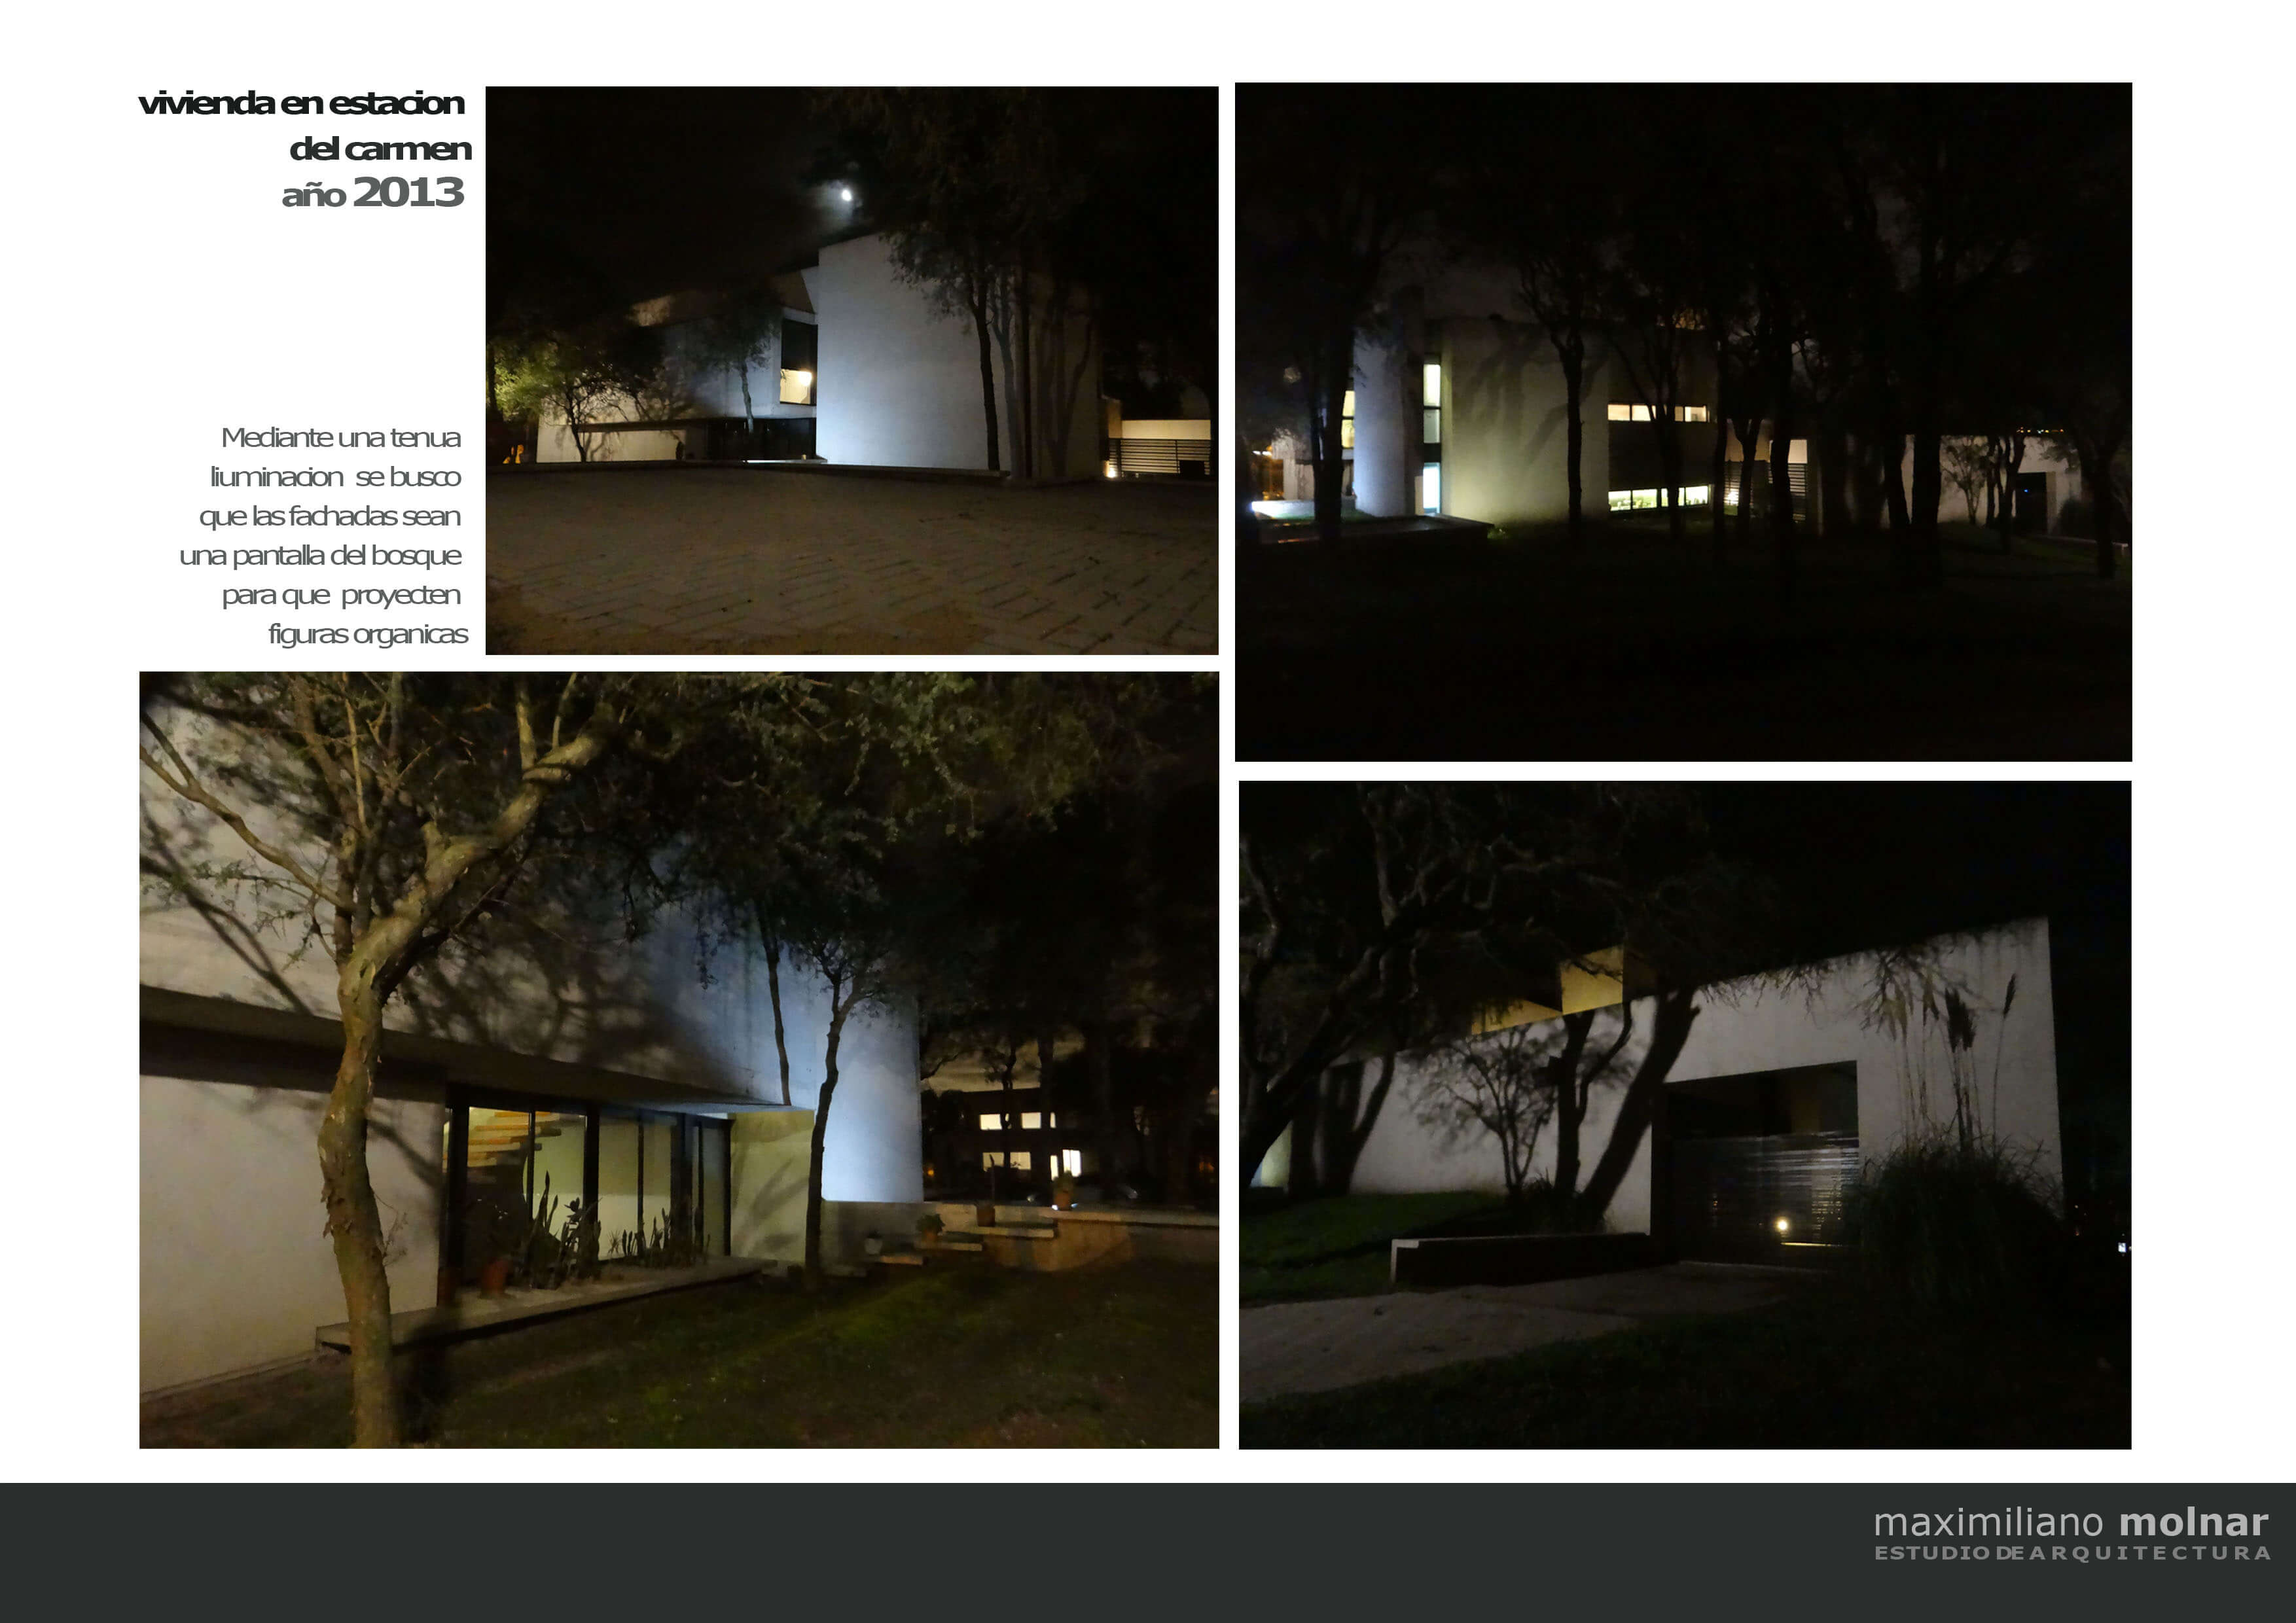 vivienda en estacion
del carmen
año 2013
Mediante una tenua
liuminacion se busco
que las fachadas sean
una pantalla del bosque
para que proyecten
figuras organicas
maximiliano molnar
ESTUDIO DE ARQUITECTURA